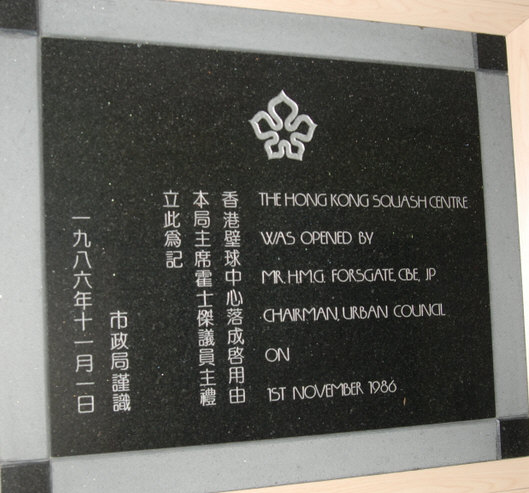 香港壁球中心落成啓用由
本局主席霍士傑議員主禮
立此為記
市政局謹識
一九八六年十一月一日
THE HONG KONG SQUASH CENTRE
WAS OPENED BY
MR. H.M.G. FORSGATE, CBE, JP
CHAIRMAN, URBAN COUNCIL
ON
1ST NOVEMBER 1986